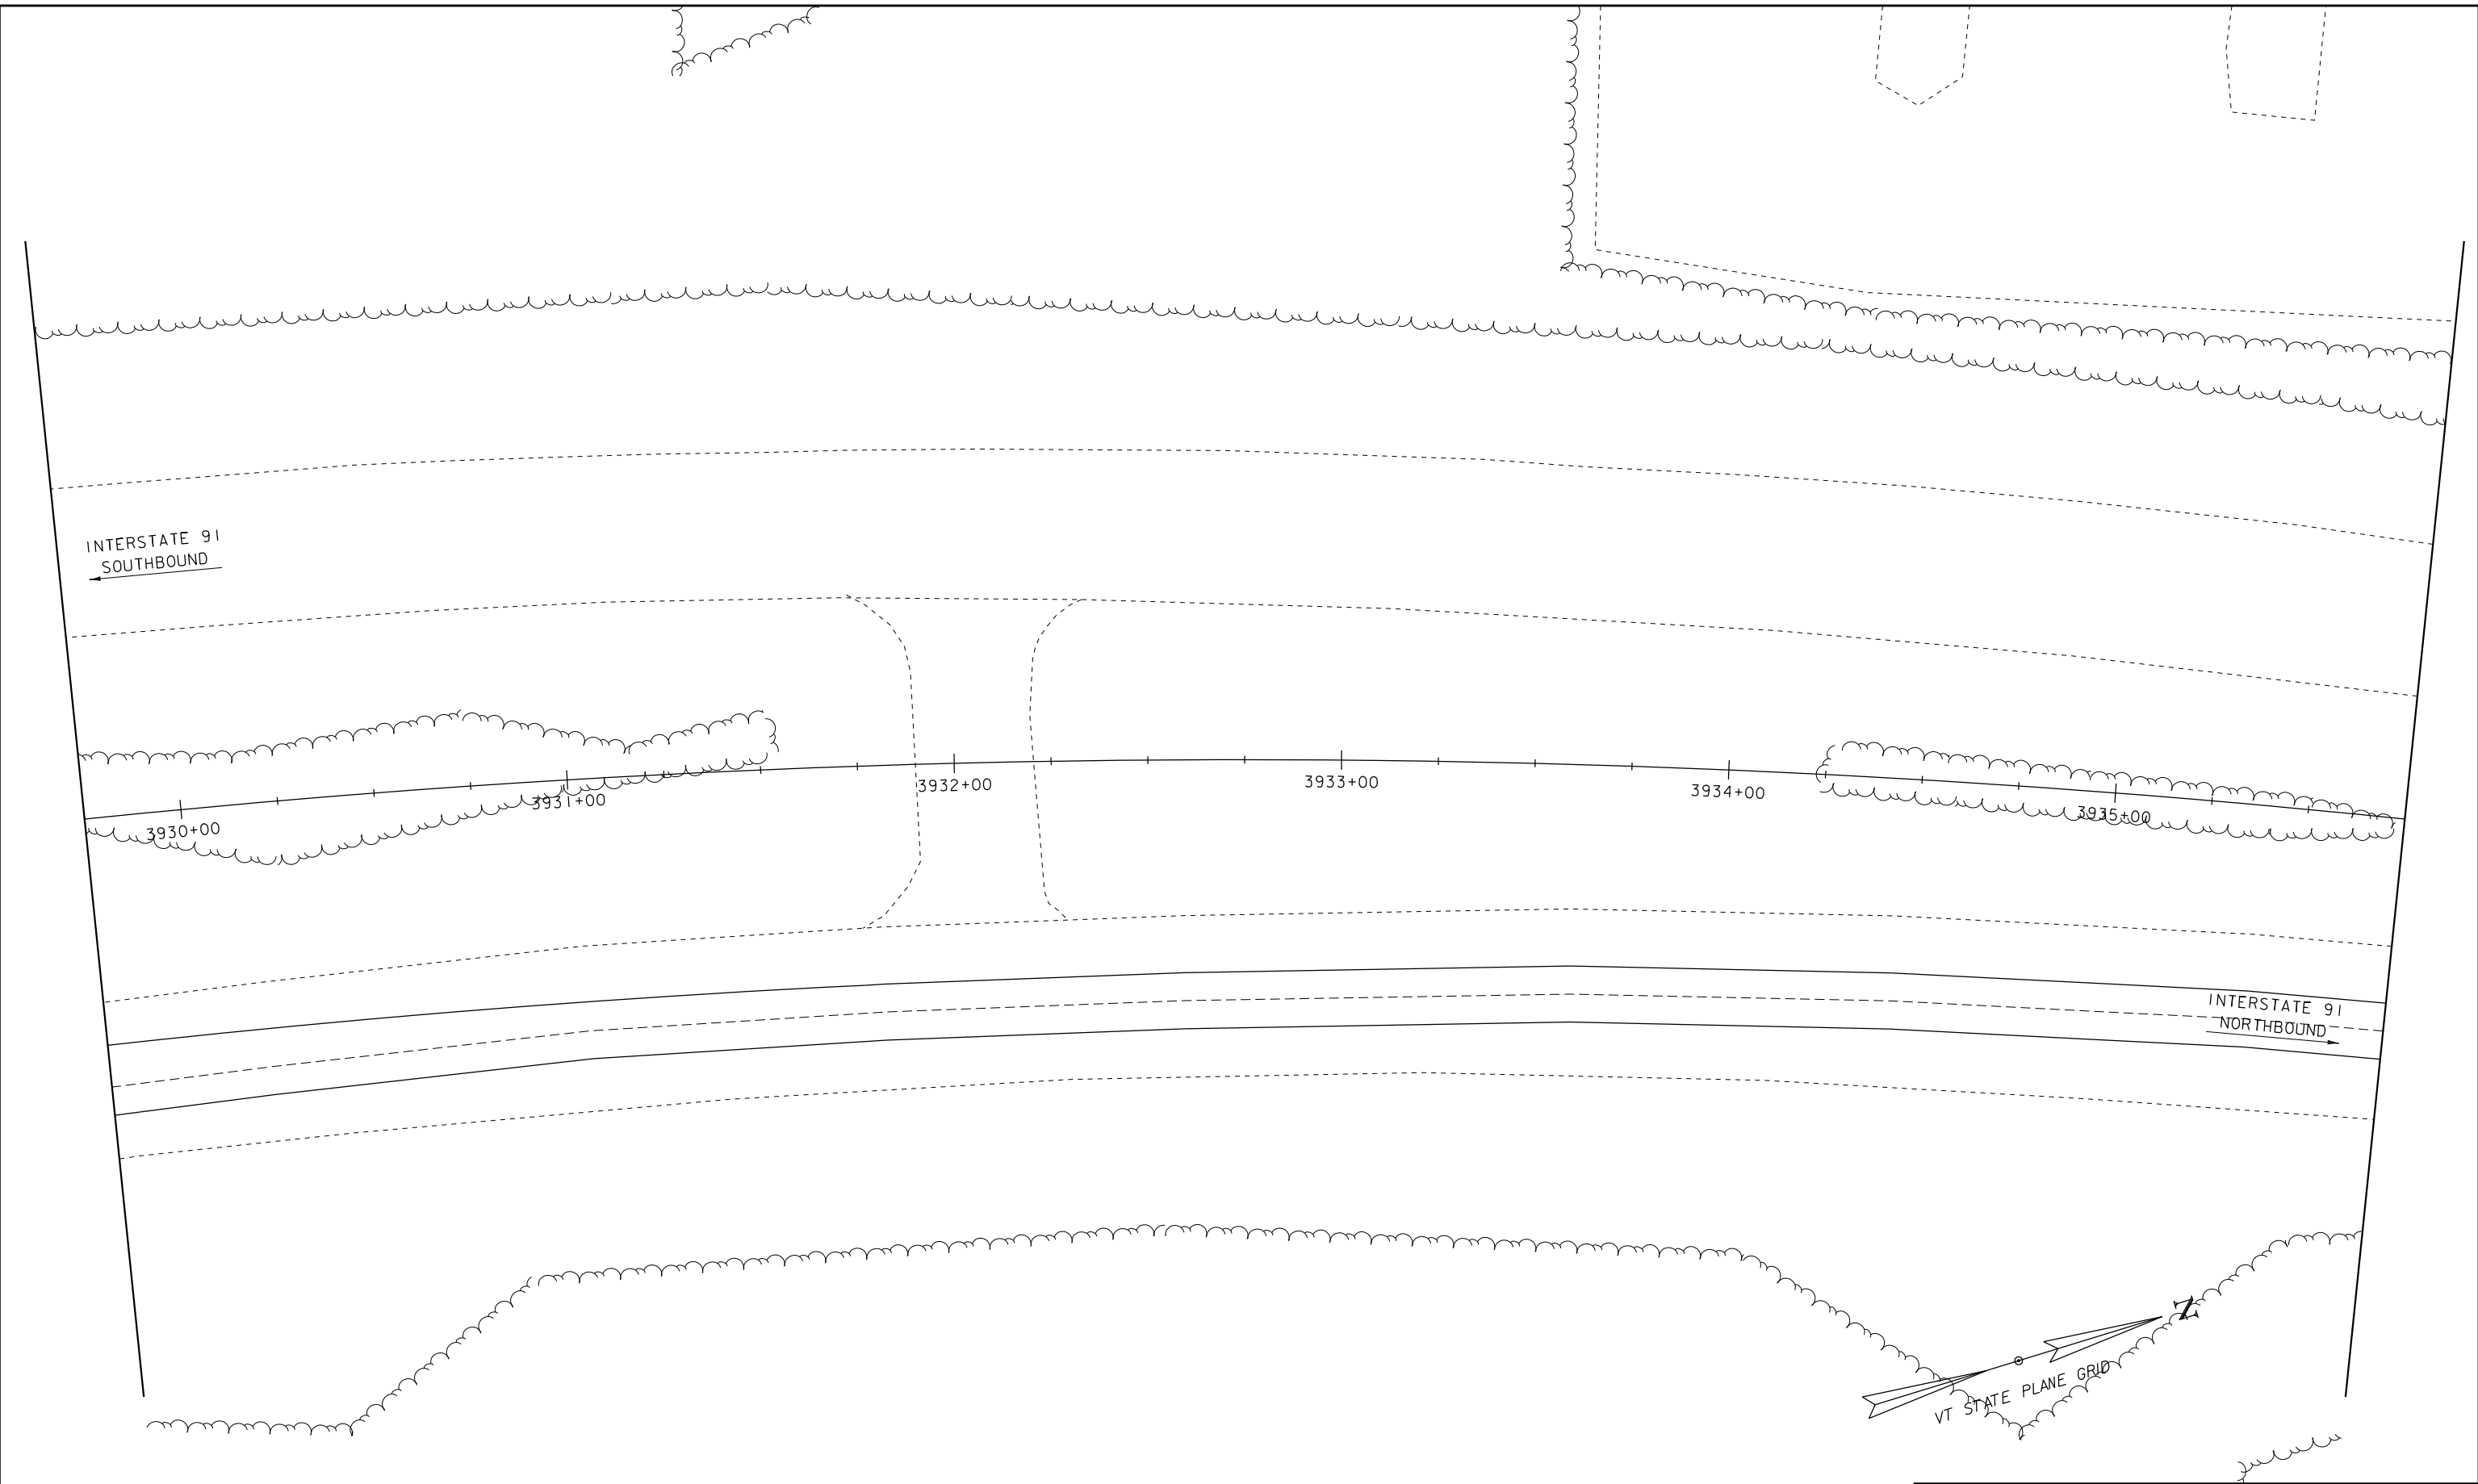 INTERSTATE 91
SOUTHBOUND
3930+00
3931+00
3932+00
3933+00
3934+00
3935+00
INTERSTATE 91
NORTHBOUND
N
VT STATE PLANE GRID